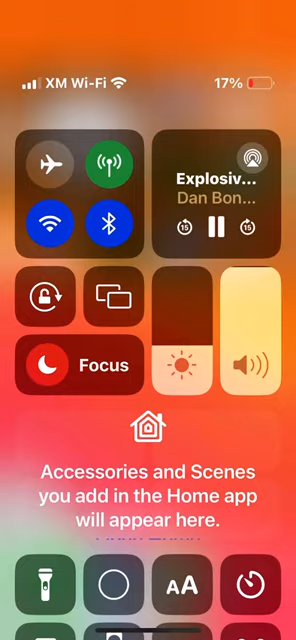 XM Wi-Fi
17%
Explosiv...
Dan Bon...
15
15
Focus
Accessories and Scenes
you add in the Home app
will appear here.
AA